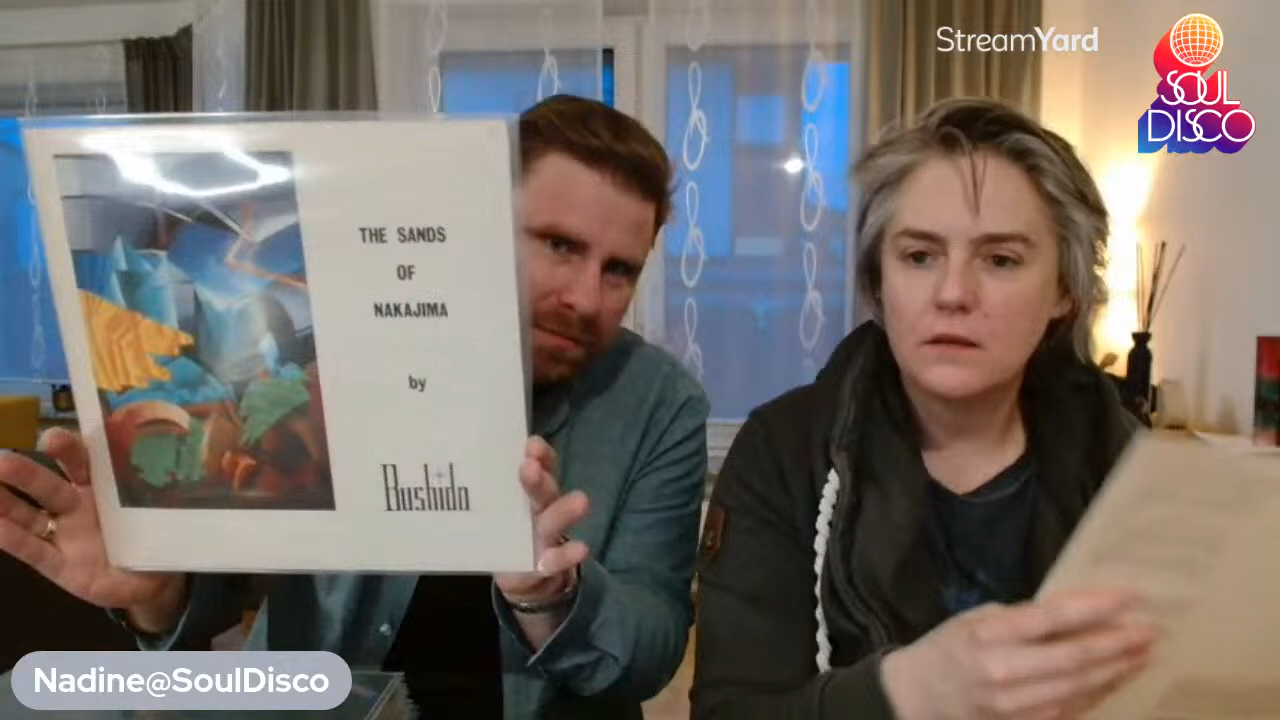 StreamYard
SOUL
DISCO
THE SANDS
OF
NAKAJIMA
by
Bushido
Nadine@SoulDisco